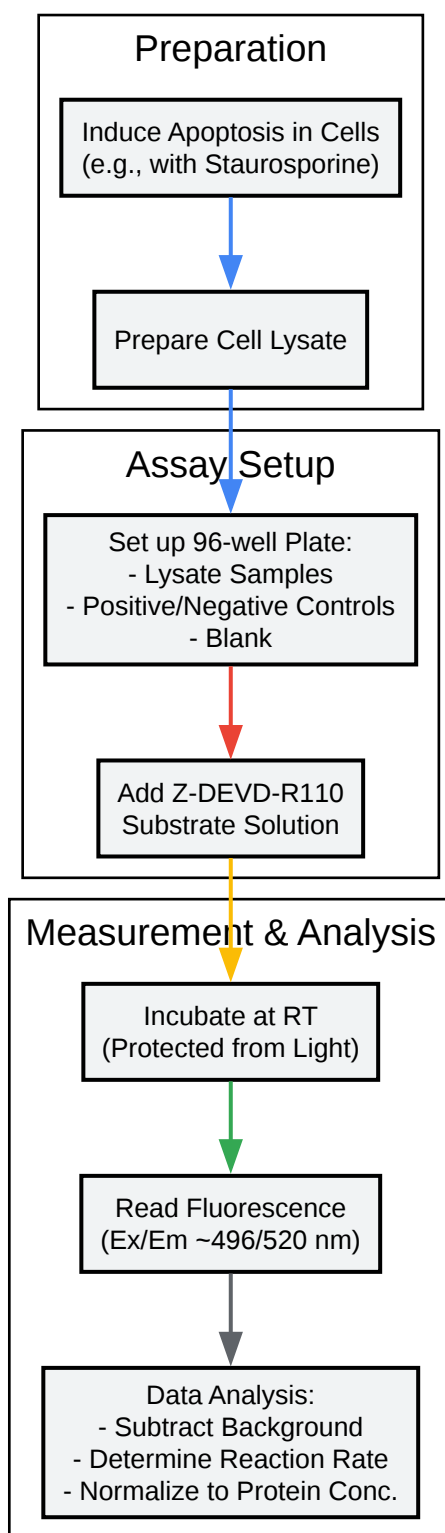 Preparation
Induce Apoptosis in Cells
(e.g., with Staurosporine)
Prepare Cell Lysate
Assay Setup
Set up 96-well Plate:
- Lysate Samples
- Positive/Negative Controls
- Blank
Add Z-DEVD-R110
Substrate Solution
Measurement & Analysis
Incubate at RT
(Protected from Light)
Read Fluorescence
(Ex/Em ~496/520 nm)
Data Analysis:
- Subtract Background
- Determine Reaction Rate
- Normalize to Protein Conc.